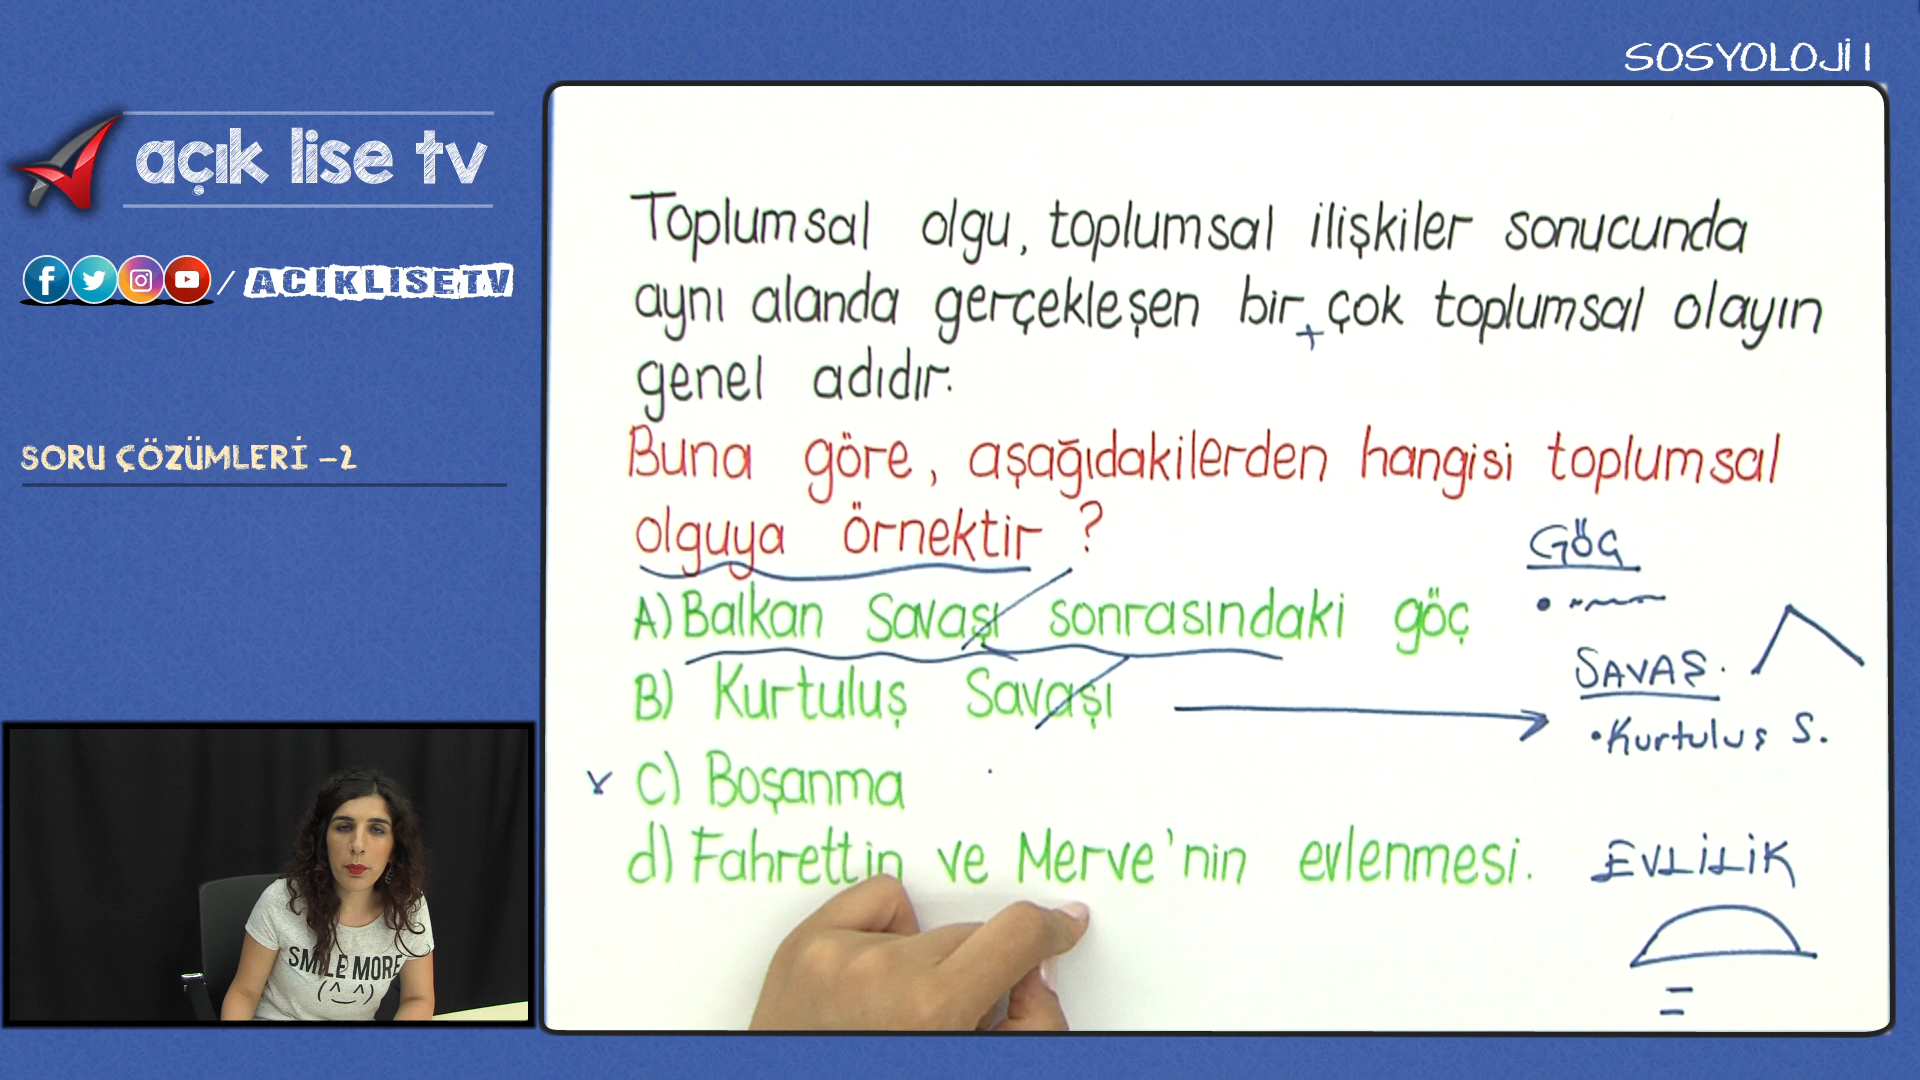 SOSYOLOJİ I
açık lise tv
/ ACIKLISETV
SORU ÇÖZÜMLERİ -2
Toplumsal olgu, toplumsal ilişkiler sonucunda
aynı alanda gerçekleşen bir çok toplumsal olayın
genel adıdır.
Buna göre, aşağıdakilerden hangisi toplumsal
olguya örnektir ?
A) Balkan Savaşı sonrasındaki göç
B) Kurtuluş Savaşı
C) Boşanma
d) Fahrettin ve Merve'nin evlenmesi.
GÖÇ
SAVAŞ.
• Kurtuluş S.
EVLİLİK
SMILE MORE
(^_^)